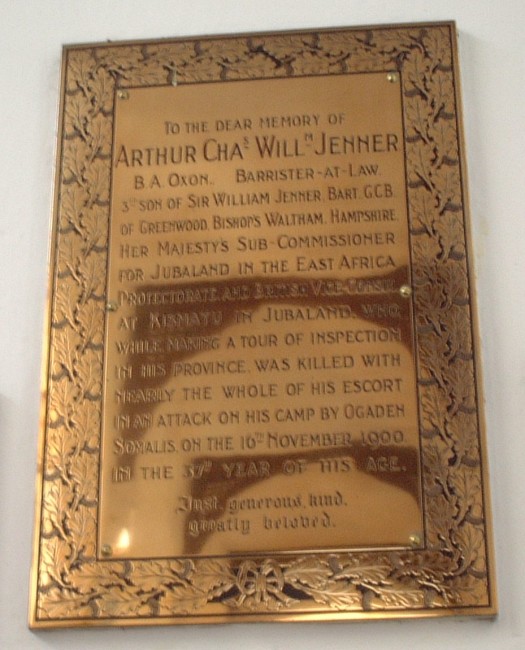 TO THE DEAR MEMORY OF
ARTHUR CHAS WILLM JENNER
B.A. OXON. BARRISTER-AT-LAW.
3RD SON OF SIR WILLIAM JENNER, BART. G.C.B.
OF GREENWOOD, BISHOPS WALTHAM, HAMPSHIRE.
HER MAJESTY'S SUB-COMMISSIONER
FOR JUBALAND IN THE EAST AFRICA
PROTECTORATE, AND BRITISH VICE-CONSUL
AT KISMAYU IN JUBALAND, WHO,
WHILE MAKING A TOUR OF INSPECTION
IN HIS PROVINCE, WAS KILLED WITH
NEARLY THE WHOLE OF HIS ESCORT
IN AN ATTACK ON HIS CAMP BY OGADEN
SOMALIS, ON THE 16TH NOVEMBER 1900.
IN THE 37TH YEAR OF HIS AGE.
Just, generous, kind,
greatly beloved.